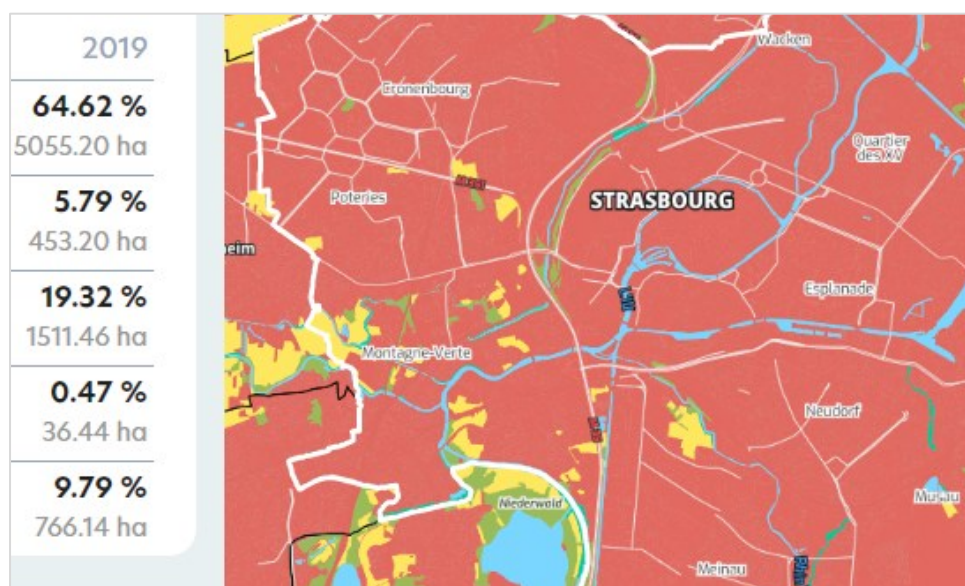 2019
64.62 %
5055.20 ha
5.79 %
453.20 ha
19.32 %
1511.46 ha
0.47 %
36.44 ha
9.79 %
766.14 ha
Wacken
Cronenbourg
Quartier
des XV
Poteries
STRASBOURG
heim
Esplanade
Montagne-Verte
Neudorf
Musau
Niederwald
Meinau